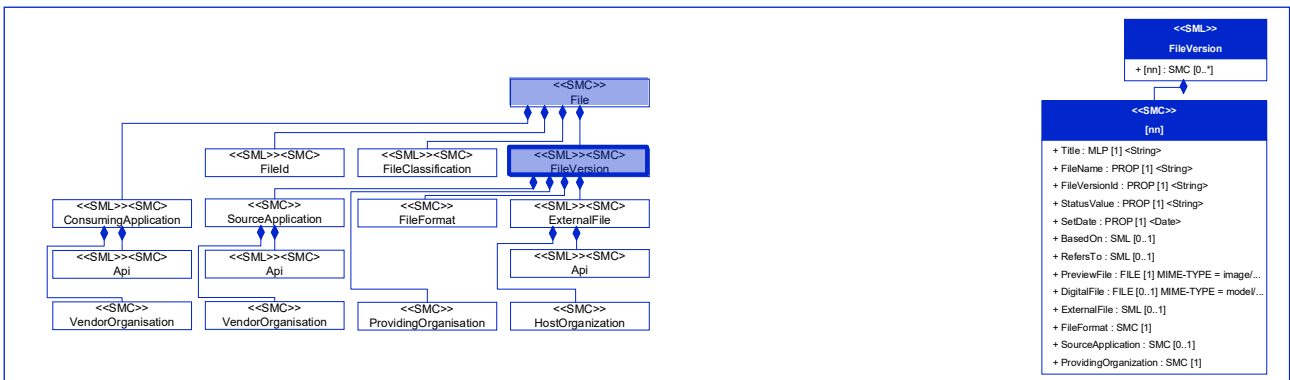 <<SMC>>
File
<<SML>><SMC>
FileId
<<SML>><SMC>
FileClassification
<<SML>><SMC>
FileVersion
<<SML>><SMC>
ConsumingApplication
<<SMC>>
SourceApplication
<<SMC>>
FileFormat
<<SML>><SMC>
ExternalFile
<<SML>><SMC>
Api
<<SML>><SMC>
Api
<<SML>><SMC>
Api
<<SMC>>
VendorOrganisation
<<SMC>>
VendorOrganisation
<<SMC>>
ProvidingOrganisation
<<SMC>>
HostOrganization
<<SML>>
FileVersion
+ [nn] : SMC [0..*]
<<SMC>>
[nn]
+ Title : MLP [1] <String>
+ FileName : PROP [1] <String>
+ FileVersionId : PROP [1] <String>
+ StatusValue : PROP [1] <String>
+ SetDate : PROP [1] <Date>
+ BasedOn : SML [0..1]
+ RefersTo : SML [0..1]
+ PreviewFile : FILE [1] MIME-TYPE = image/...
+ DigitalFile : FILE [0..1] MIME-TYPE = model/...
+ ExternalFile : SML [0..1]
+ FileFormat : SMC [1]
+ SourceApplication : SMC [0..1]
+ ProvidingOrganization : SMC [1]